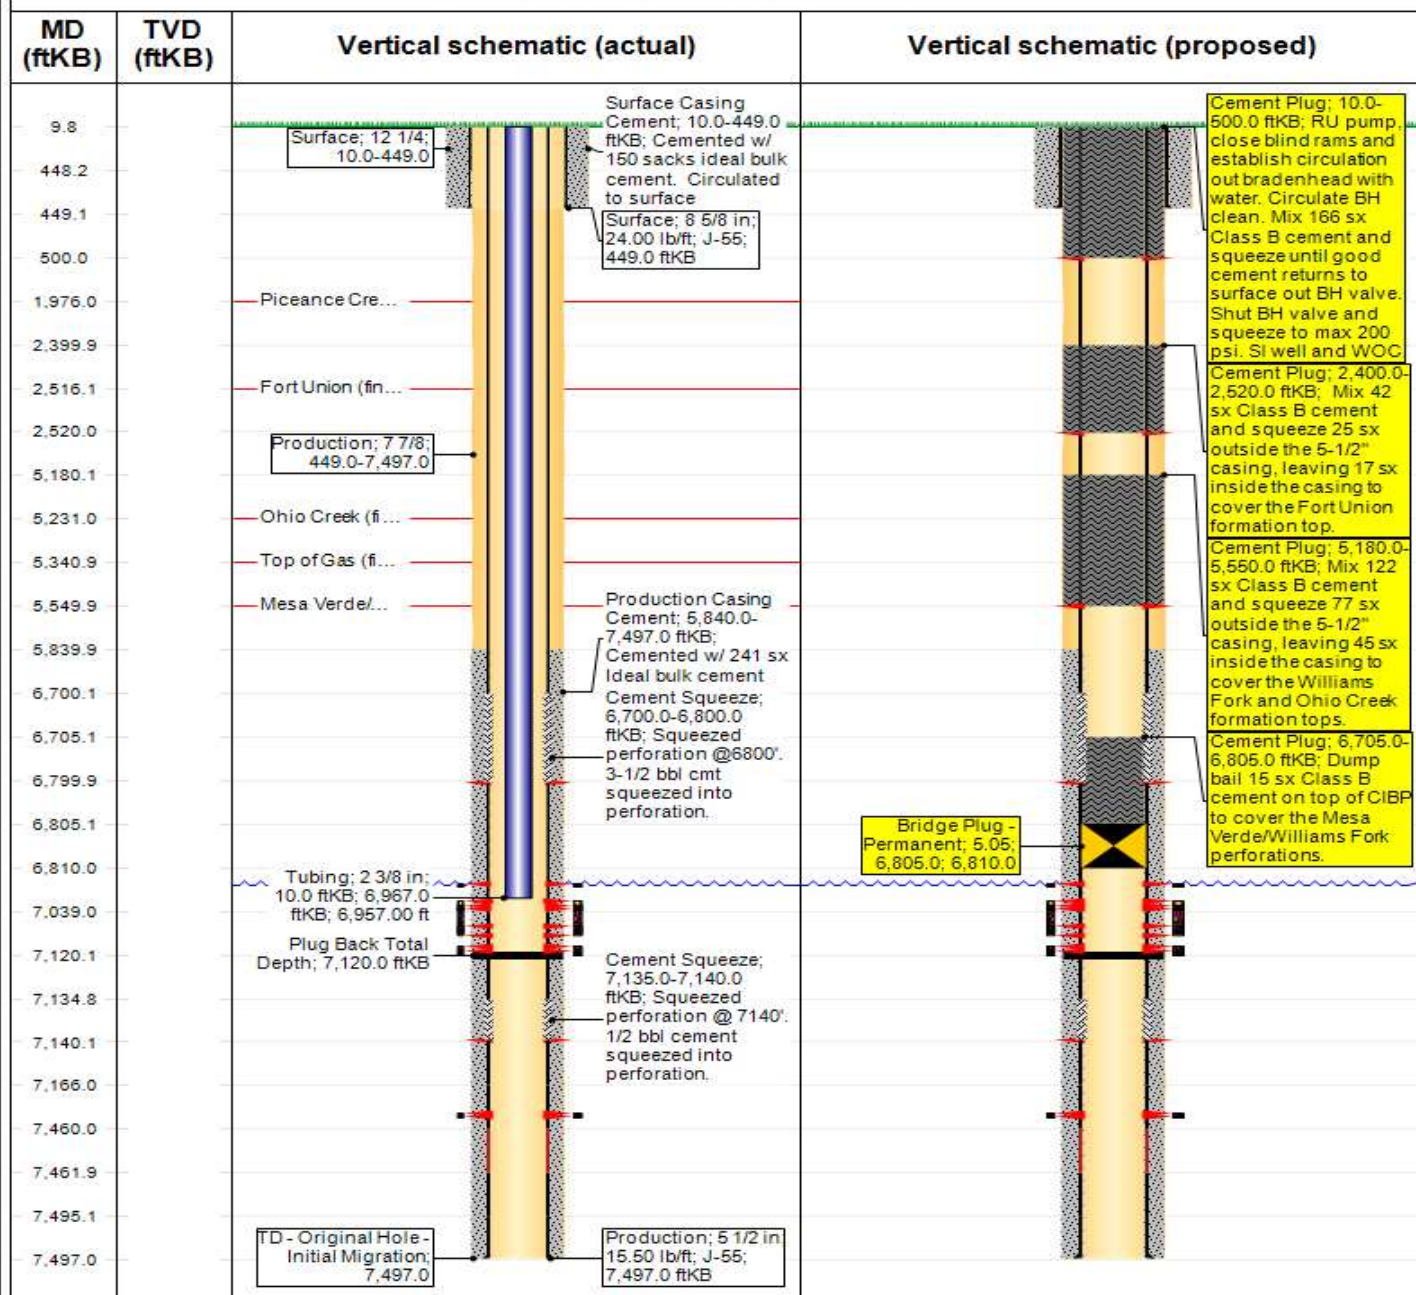 MD
(ftKB)
TVD
(ftKB)
Vertical schematic (actual)
Vertical schematic (proposed)
9.8
448.2
449.1
500.0
1,976.0
2,399.9
2,516.1
2,520.0
5,180.1
5,231.0
5,340.9
5,549.9
5,839.9
6,700.1
6,705.1
6,799.9
6,805.1
6,810.0
7,039.0
7,120.1
7,134.8
7,140.1
7,166.0
7,460.0
7,461.9
7,495.1
7,497.0
Surface; 12 1/4;
10.0-449.0
Piceance Cre...
Fort Union (fin...
Production; 7 7/8;
449.0-7,497.0
Ohio Creek (fi...
Top of Gas (fi...
Mesa Verde/...
Tubing; 2 3/8 in;
10.0 ftKB; 6,967.0
ftKB; 6,957.00 ft
Plug Back Total
Depth; 7,120.0 ftKB
TD - Original Hole -
Initial Migration;
7,497.0
Surface Casing
Cement; 10.0-449.0
ftKB; Cemented w/
150 sacks ideal bulk
cement. Circulated
to surface
Surface; 8 5/8 in;
24.00 lb/ft; J-55;
449.0 ftKB
Production Casing
Cement; 5,840.0-
7,497.0 ftKB;
Cemented w/ 241 sx
Ideal bulk cement
Cement Squeeze;
6,700.0-6,800.0
ftKB; Squeezed
perforation @6800'.
3-1/2 bbl cmt
squeezed into
perforation.
Cement Squeeze;
7,135.0-7,140.0
ftKB; Squeezed
perforation @ 7140'.
1/2 bbl cement
squeezed into
perforation.
Production; 5 1/2 in;
15.50 lb/ft; J-55;
7,497.0 ftKB
Cement Plug; 10.0-
500.0 ftKB; RU pump,
close blind rams and
establish circulation
out bradenhead with
water. Circulate BH
clean. Mix 166 sx
Class B cement and
squeeze until good
cement returns to
surface out BH valve.
Shut BH valve and
squeeze to max 200
psi. SI well and WOC
Cement Plug; 2,400.0-
2,520.0 ftKB; Mix 42
sx Class B cement
and squeeze 25 sx
outside the 5-1/2"
casing, leaving 17 sx
inside the casing to
cover the Fort Union
formation top.
Cement Plug; 5,180.0-
5,550.0 ftKB; Mix 122
sx Class B cement
and squeeze 77 sx
outside the 5-1/2"
casing, leaving 45 sx
inside the casing to
cover the Williams
Fork and Ohio Creek
formation tops.
Cement Plug; 6,705.0-
6,805.0 ftKB; Dump
bail 15 sx Class B
cement on top of CIBP
to cover the Mesa
Verde/Williams Fork
perforations.
Bridge Plug -
Permanent; 5.05;
6,805.0; 6,810.0